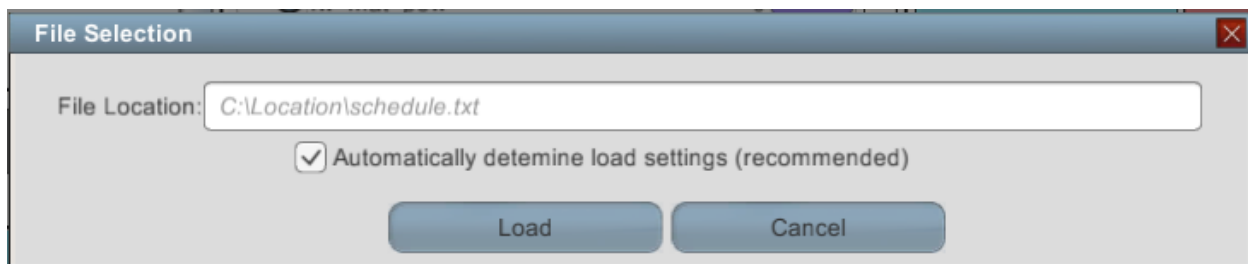 File Selection
File Location: C:\Location\schedule.txt
Automatically detemine load settings (recommended)
Load Cancel